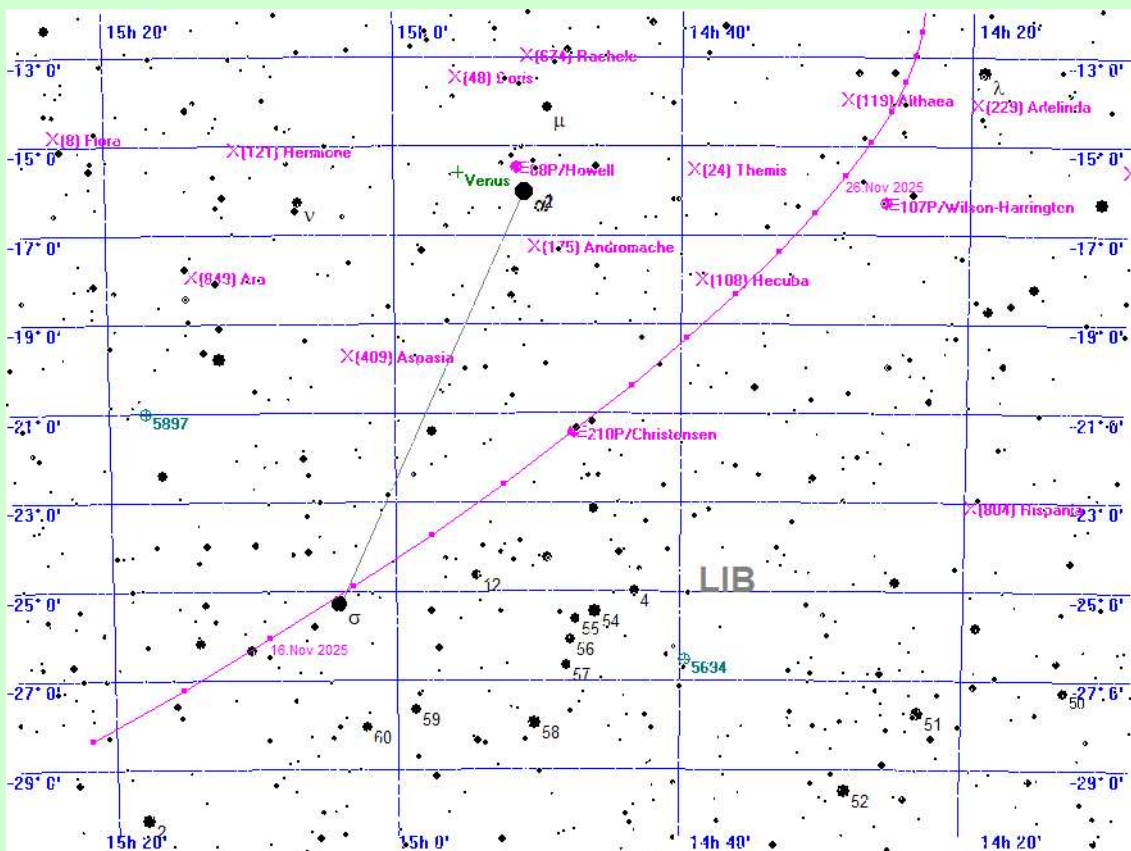 15h 20' 15h 0' 14h 40' 14h 20'
(674) Rachele
-13° 0' (48) Doris -13° 0'
λ
(119) Althaea (229) Adelinda
μ
(8) Flora
-15° 0' (121) Hermione -15° 0'
88P/Howell (24) Themis
Venus
26.Nov 2025
α2
107P/Wilson-Harrington
ν
-17° 0' (175) Andromache -17° 0'
(849) Ara (108) Hecuba
-19° 0' -19° 0'
(409) Aspasia
5897
-21° 0' -21° 0'
210P/Christensen
-23° 0' (804) Hispania -23° 0'
12 LIB
4
-25° 0' -25° 0'
σ 54
55
56
16.Nov 2025
57 5694
-27° 0' -27° 0'
50
59 51
60 58
-29° 0' -29° 0'
52
2
15h 20' 15h 0' 14h 40' 14h 20'